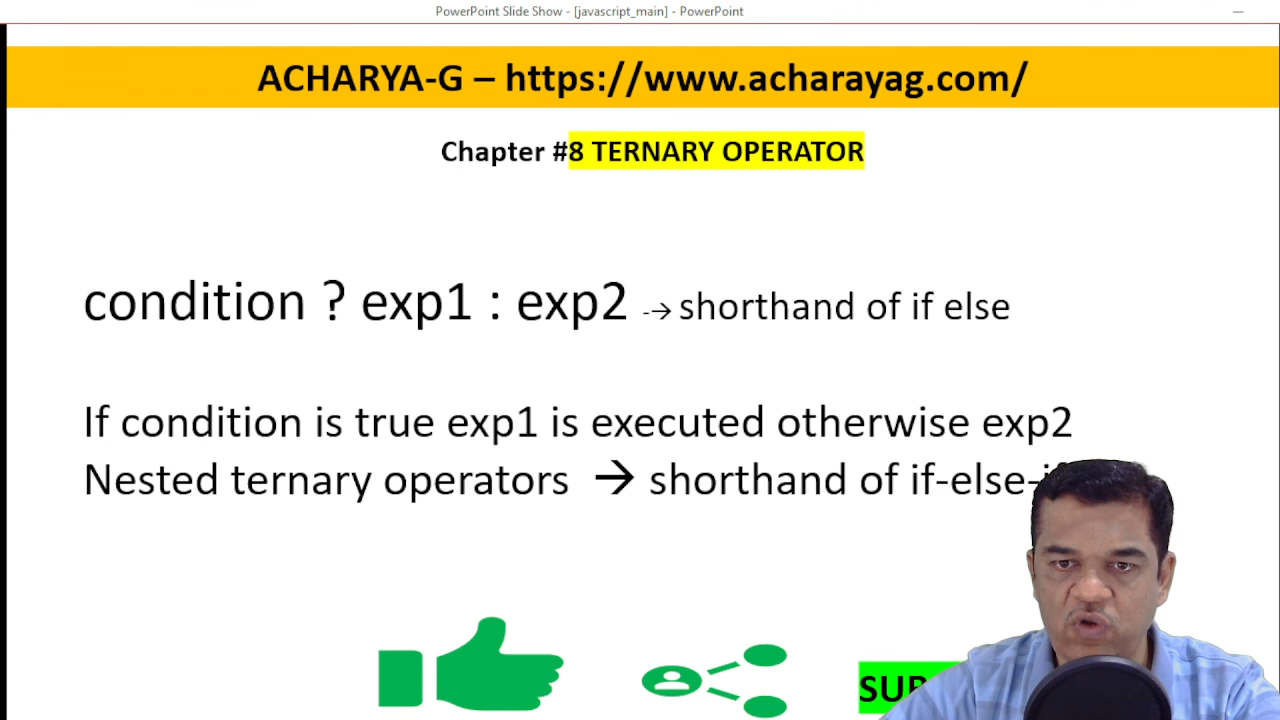 PowerPoint Slide Show - [javascript_main] - PowerPoint
ACHARYA-G – https://www.acharayag.com/
Chapter #8 TERNARY OPERATOR
condition ? exp1 : exp2 -→ shorthand of if else
If condition is true exp1 is executed otherwise exp2
Nested ternary operators → shorthand of if-else-if